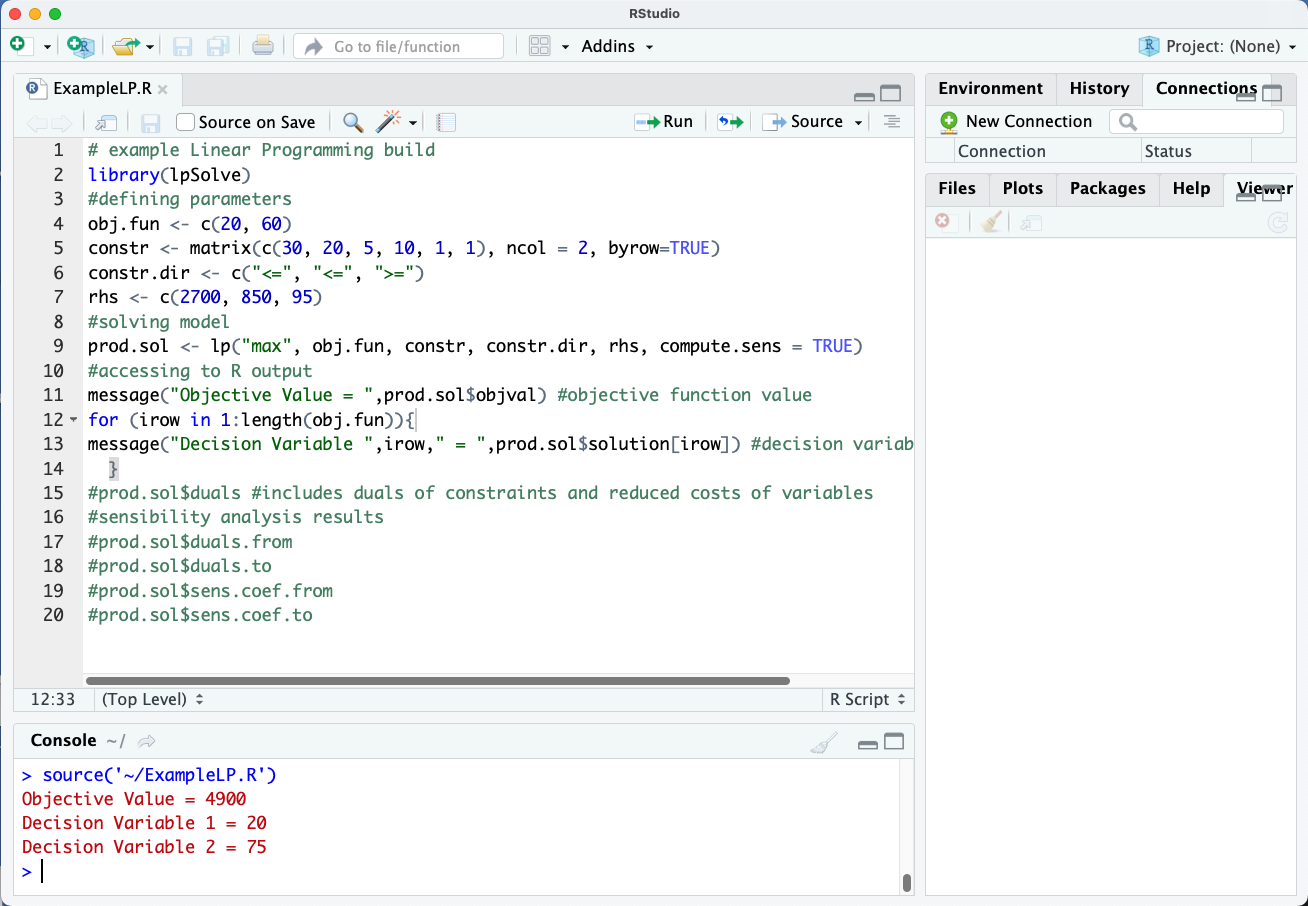 RStudio
Go to file/function
Addins
Project: (None)
ExampleLP.R
Source on Save
Run
Source
1 # example Linear Programming build
2 library(lpSolve)
3 #defining parameters
4 obj.fun <- c(20, 60)
5 constr <- matrix(c(30, 20, 5, 10, 1, 1), ncol = 2, byrow=TRUE)
6 constr.dir <- c("<=", "<=", ">=")
7 rhs <- c(2700, 850, 95)
8 #solving model
9 prod.sol <- lp("max", obj.fun, constr, constr.dir, rhs, compute.sens = TRUE)
10 #accessing to R output
11 message("Objective Value = ",prod.sol$objval) #objective function value
12 for (irow in 1:length(obj.fun)){
13 message("Decision Variable ",irow," = ",prod.sol$solution[irow]) #decision variab
14 }
15 #prod.sol$duals #includes duals of constraints and reduced costs of variables
16 #sensibility analysis results
17 #prod.sol$duals.from
18 #prod.sol$duals.to
19 #prod.sol$sens.coef.from
20 #prod.sol$sens.coef.to
12:33 (Top Level) R Script
Console ~/
> source('~/ExampleLP.R')
Objective Value = 4900
Decision Variable 1 = 20
Decision Variable 2 = 75
>
Environment History Connections
New Connection
Connection Status
Files Plots Packages Help Viewer